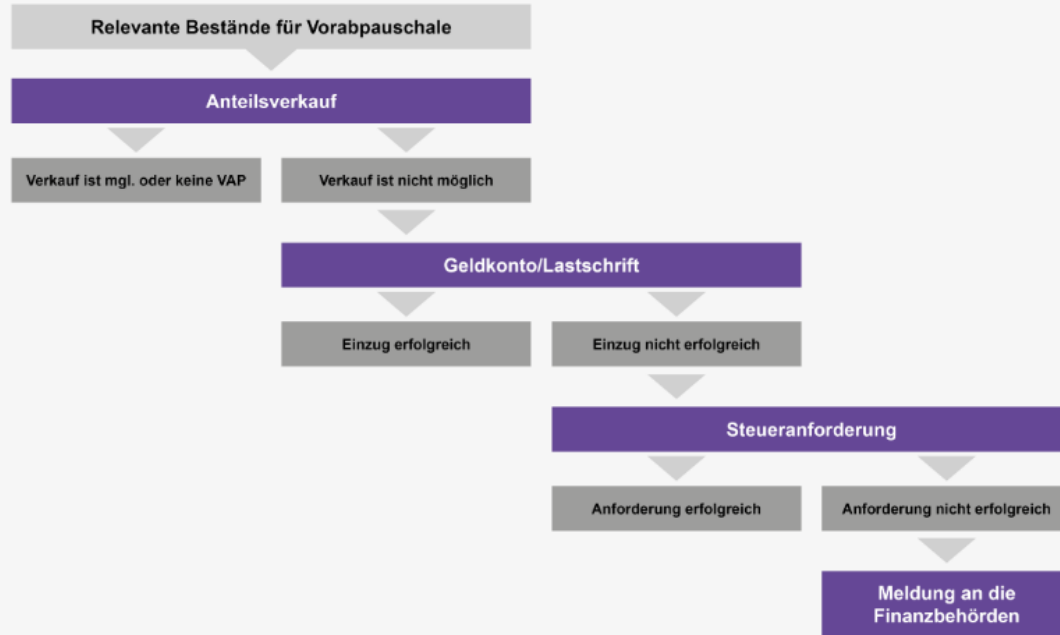 Relevante Bestände für Vorabpauschale
Anteilsverkauf
Verkauf ist mgl. oder keine VAP
Verkauf ist nicht möglich
Geldkonto/Lastschrift
Einzug erfolgreich
Einzug nicht erfolgreich
Steueranforderung
Anforderung erfolgreich
Anforderung nicht erfolgreich
Meldung an die
Finanzbehörden